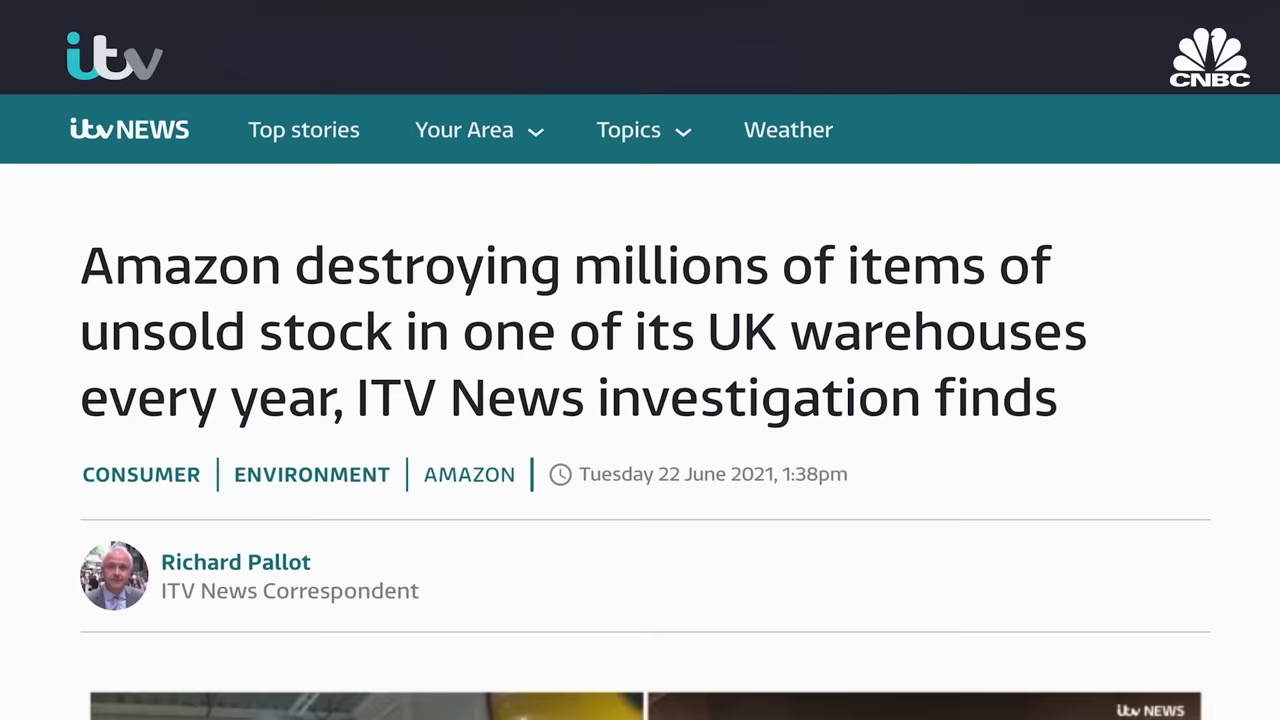 itv
CNBC
itv NEWS Top stories Your Area Topics Weather
Amazon destroying millions of items of
unsold stock in one of its UK warehouses
every year, ITV News investigation finds
CONSUMER ENVIRONMENT AMAZON Tuesday 22 June 2021, 1:38pm
Richard Pallot
ITV News Correspondent
itv NEWS